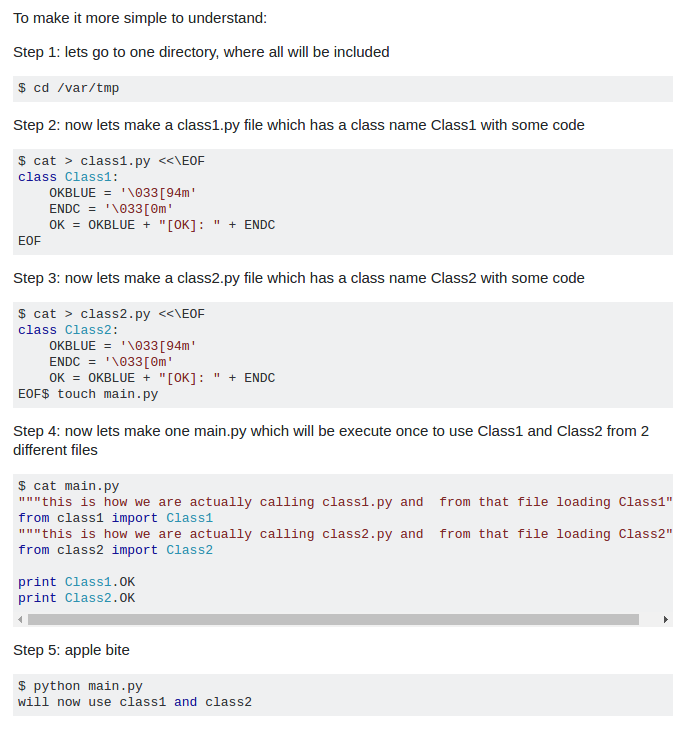 To make it more simple to understand:
Step 1: lets go to one directory, where all will be included
$ cd /var/tmp
Step 2: now lets make a class1.py file which has a class name Class1 with some code
$ cat > class1.py <<\EOF
class Class1:
    OKBLUE = '\033[94m'
    ENDC = '\033[0m'
    OK = OKBLUE + "[OK]: " + ENDC
EOF
Step 3: now lets make a class2.py file which has a class name Class2 with some code
$ cat > class2.py <<\EOF
class Class2:
    OKBLUE = '\033[94m'
    ENDC = '\033[0m'
    OK = OKBLUE + "[OK]: " + ENDC
EOF$ touch main.py
Step 4: now lets make one main.py which will be execute once to use Class1 and Class2 from 2
different files
$ cat main.py
"""this is how we are actually calling class1.py and  from that file loading Class1"
from class1 import Class1
"""this is how we are actually calling class2.py and  from that file loading Class2"
from class2 import Class2
print Class1.OK
print Class2.OK
Step 5: apple bite
$ python main.py
will now use class1 and class2